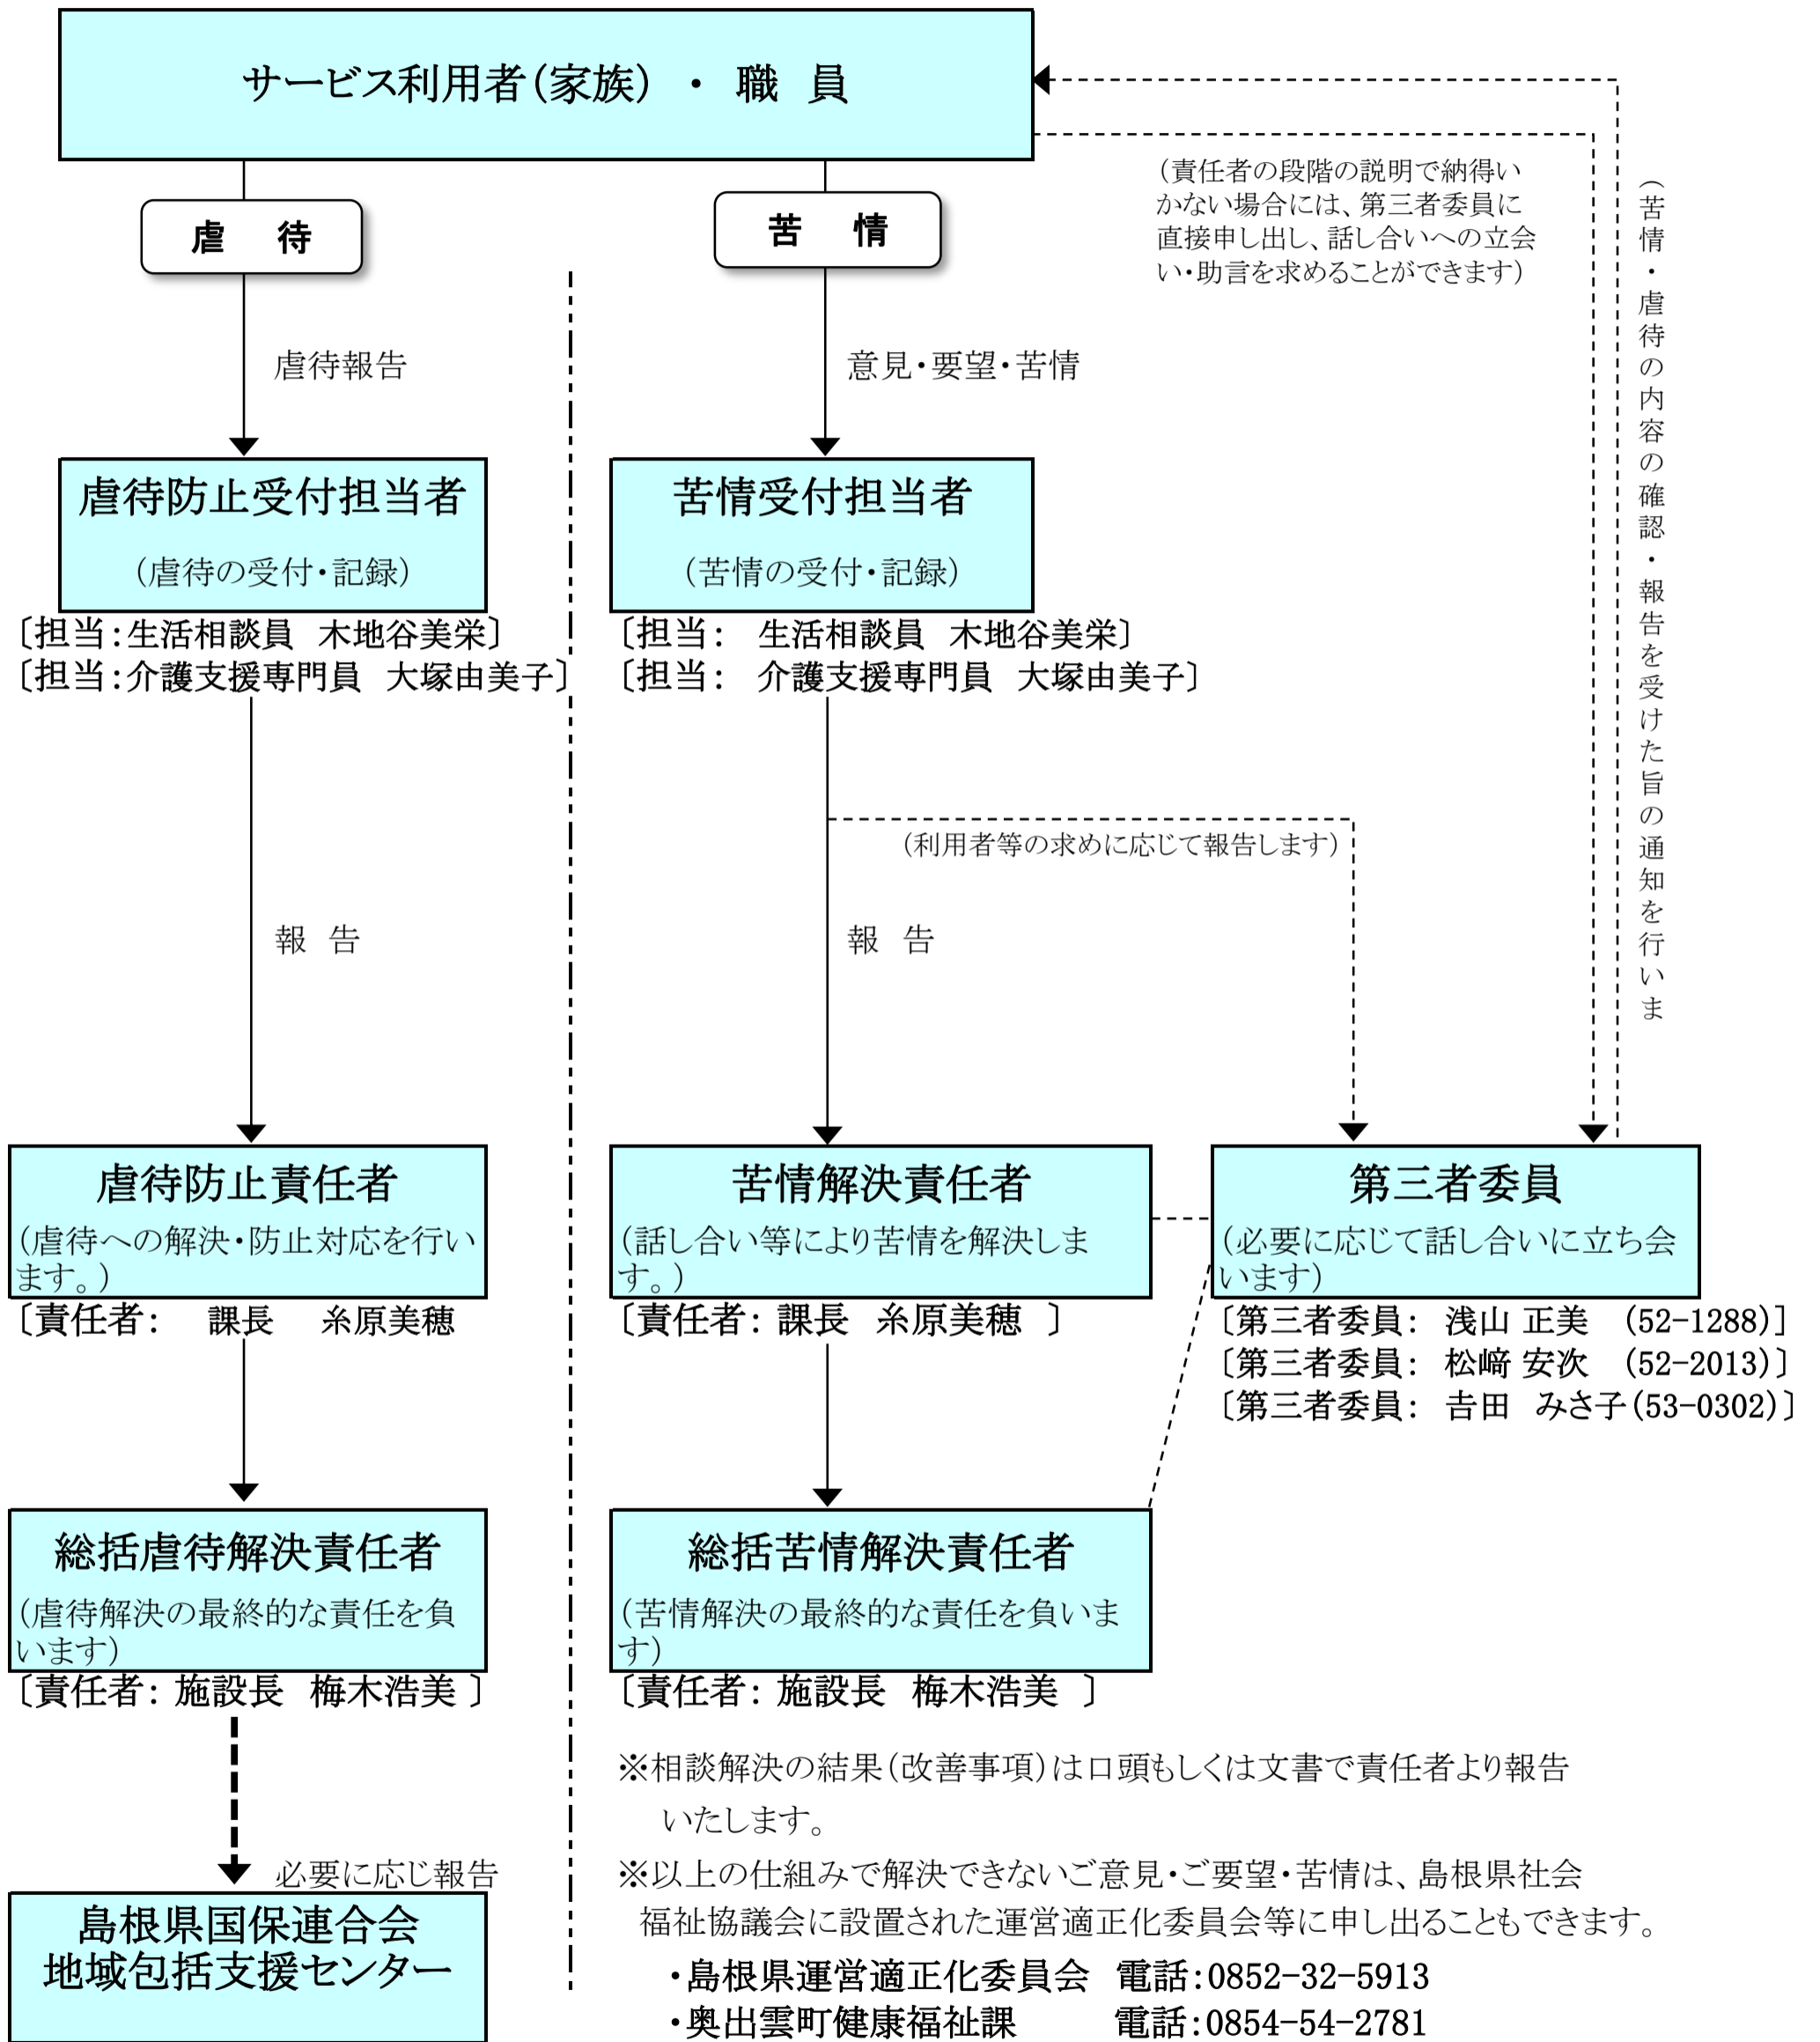 サービス利用者（家族）・ 職　員
虐　待
苦　情
（責任者の段階の説明で納得い
かない場合には、第三者委員に
直接申し出し、話し合いへの立会
い・助言を求めることができます）
（苦情・虐待の内容の確認・報告を受けた旨の通知を行いま
虐待報告
意見・要望・苦情
虐待防止受付担当者
（虐待の受付・記録）
〔担当：生活相談員　木地谷美栄〕
〔担当：介護支援専門員　大塚由美子〕
苦情受付担当者
（苦情の受付・記録）
〔担当：　生活相談員　木地谷美栄〕
〔担当：　介護支援専門員　大塚由美子〕
（利用者等の求めに応じて報告します）
報　告
報　告
虐待防止責任者
（虐待への解決・防止対応を行い
ます。）
〔責任者：　課長　糸原美穂
苦情解決責任者
（話し合い等により苦情を解決しま
す。）
〔責任者： 課長　糸原美穂　〕
第三者委員
（必要に応じて話し合いに立ち会
います）
〔第三者委員：　浅山 正美　（52-1288）〕
〔第三者委員：　松﨑 安次　（52-2013）〕
〔第三者委員：　𠮷田　みさ子（53-0302）〕
総括虐待解決責任者
（虐待解決の最終的な責任を負
います）
〔責任者： 施設長　梅木浩美 〕
総括苦情解決責任者
（苦情解決の最終的な責任を負いま
す）
〔責任者： 施設長　梅木浩美　〕
必要に応じ報告
島根県国保連合会
地域包括支援センター
※相談解決の結果（改善事項）は口頭もしくは文書で責任者より報告
いたします。
※以上の仕組みで解決できないご意見・ご要望・苦情は、島根県社会
福祉協議会に設置された運営適正化委員会等に申し出ることもできます。
・島根県運営適正化委員会　電話：0852-32-5913
・奥出雲町健康福祉課　　　電話：0854-54-2781